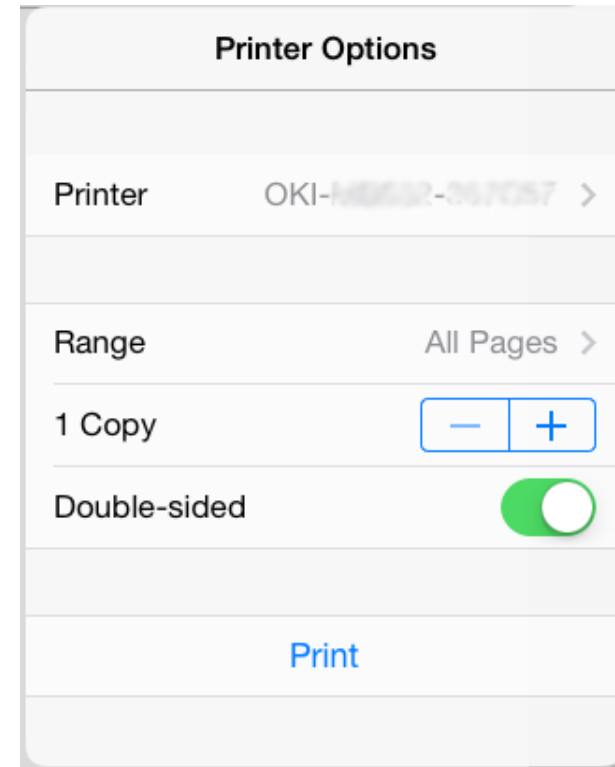 Printer Options
Printer OKI-
Range All Pages >
1 Copy − +
Double-sided
Print